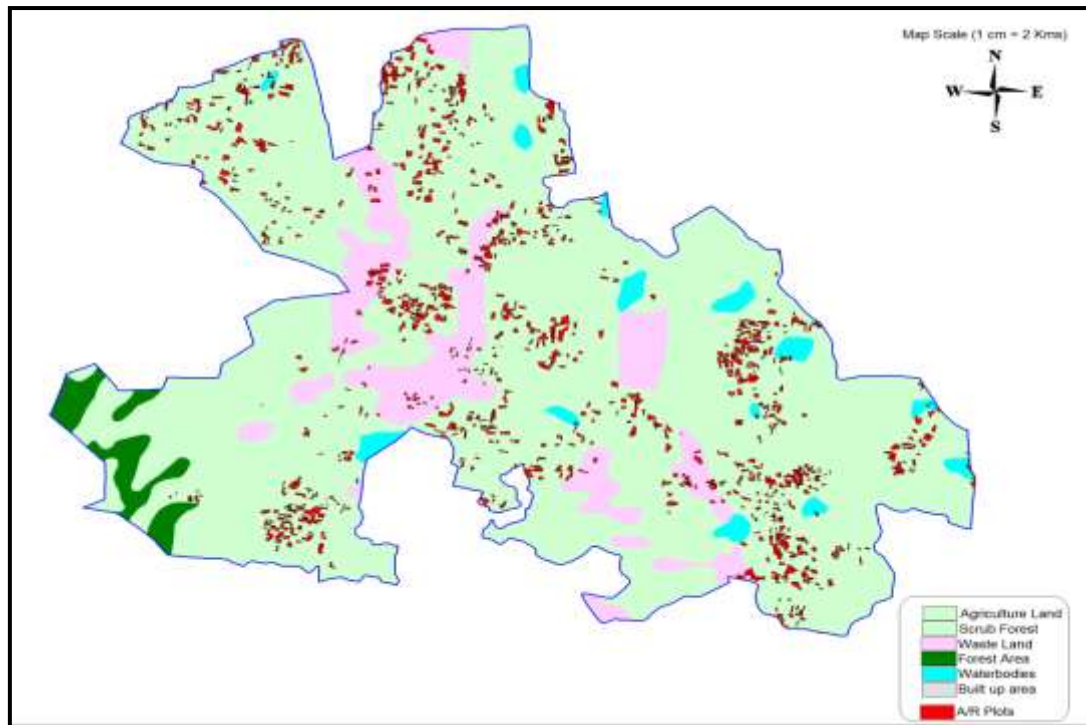 Map Scale (1 cm = 2 Kms)
N
W E
S
Agriculture Land
Scrub Forest
Waste Land
Forest Area
Waterbodies
Built up area
A/R Plots